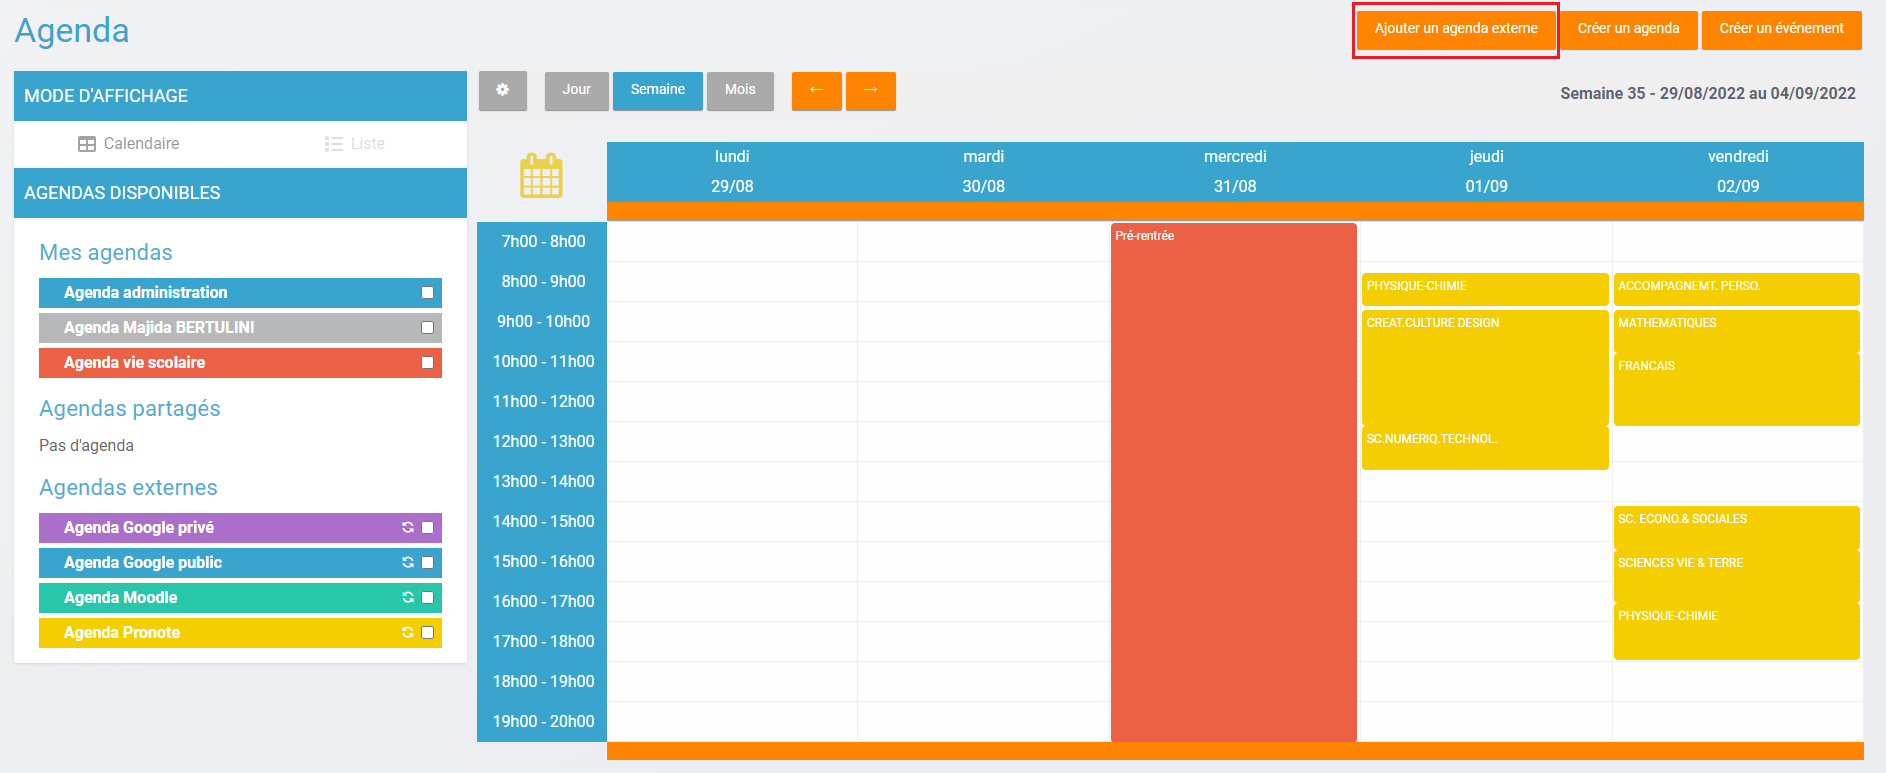 Agenda
Ajouter un agenda externe
Créer un agenda
Créer un événement
MODE D'AFFICHAGE
Calendaire
Liste
AGENDAS DISPONIBLES
Mes agendas
Agenda administration
Agenda Majida BERTULINI
Agenda vie scolaire
Agendas partagés
Pas d'agenda
Agendas externes
Agenda Google privé
Agenda Google public
Agenda Moodle
Agenda Pronote
Jour
Semaine
Mois
←
→
Semaine 35 - 29/08/2022 au 04/09/2022
lundi
29/08
mardi
30/08
mercredi
31/08
jeudi
01/09
vendredi
02/09
7h00 - 8h00
8h00 - 9h00
9h00 - 10h00
10h00 - 11h00
11h00 - 12h00
12h00 - 13h00
13h00 - 14h00
14h00 - 15h00
15h00 - 16h00
16h00 - 17h00
17h00 - 18h00
18h00 - 19h00
19h00 - 20h00
Pré-rentrée
PHYSIQUE-CHIMIE
CREAT.CULTURE DESIGN
SC.NUMERIQ.TECHNOL.
ACCOMPAGNEMT. PERSO.
MATHEMATIQUES
FRANCAIS
SC. ECONO.& SOCIALES
SCIENCES VIE & TERRE
PHYSIQUE-CHIMIE